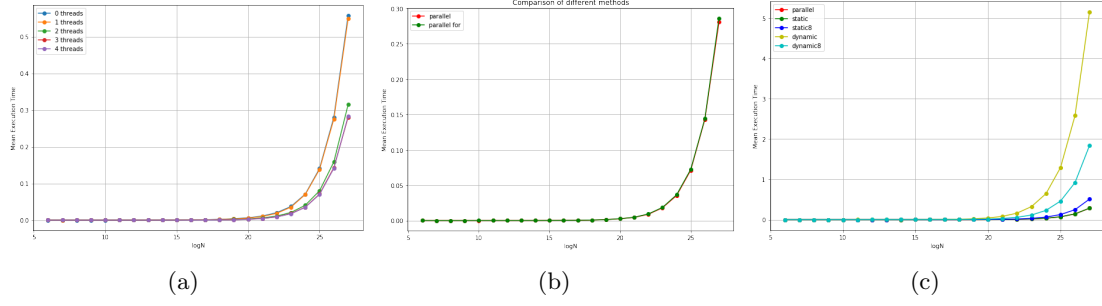 0 threads
1 threads
2 threads
3 threads
4 threads
0.5
0.4
0.3
0.2
0.1
0.0
Mean Execution Time
5 10 15 20 25
logN
(a)
Comparison of different methods
parallel
parallel for
0.30
0.25
0.20
0.15
0.10
0.05
0.00
Mean Execution Time
5 10 15 20 25
logN
(b)
parallel
static
static8
dynamic
dynamic8
5
4
3
2
1
0
Mean Execution Time
5 10 15 20 25
logN
(c)